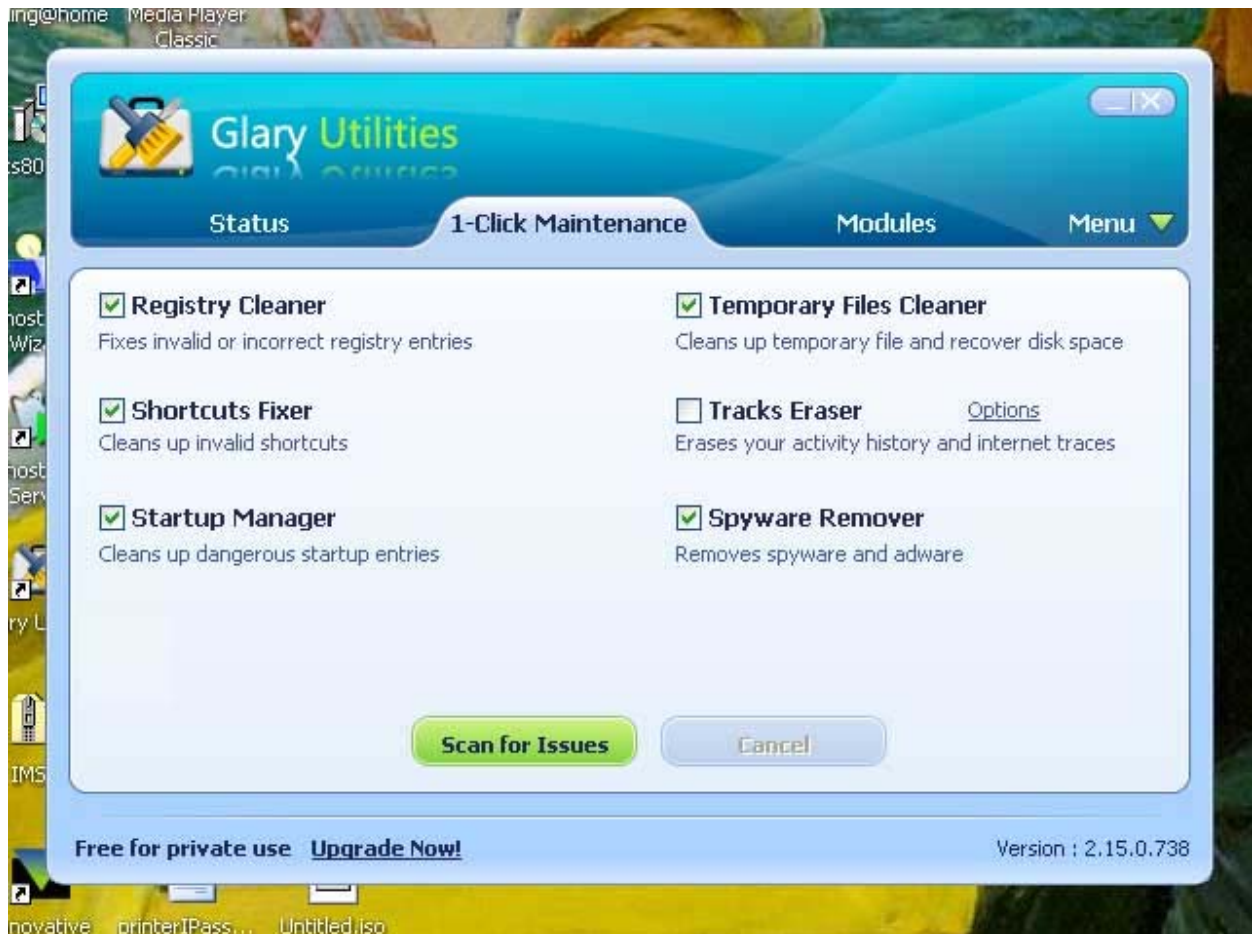 Media Player
Classic
Glary Utilities
Status
1-Click Maintenance
Modules
Menu
Registry Cleaner
Fixes invalid or incorrect registry entries
Temporary Files Cleaner
Cleans up temporary file and recover disk space
Shortcuts Fixer
Cleans up invalid shortcuts
Tracks Eraser
Options
Erases your activity history and internet traces
Startup Manager
Cleans up dangerous startup entries
Spyware Remover
Removes spyware and adware
Scan for Issues
Cancel
IMS
Free for private use Upgrade Now!
Version : 2.15.0.738
printerIPass... Untitled.iso